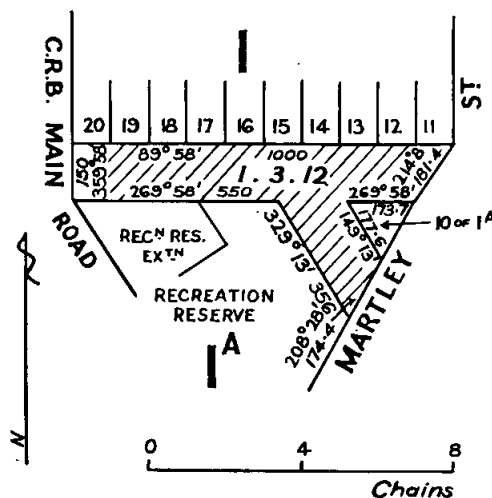 C.R.B. MAIN
ROAD
I
ST
20 19 18 17 16 15 14 13 12 11
89° 58' 1000
150
359° 58'
1. 3. 12
269° 58' 550
269° 58'
173.7
214° 8'
181.4
10 OF 1A
177.9
149° 13'
329° 13'
359
208° 28'
174.4
MARTLEY
RECN RES.
EXTN
RECREATION
RESERVE
A
I
N
0 4 8
Chains